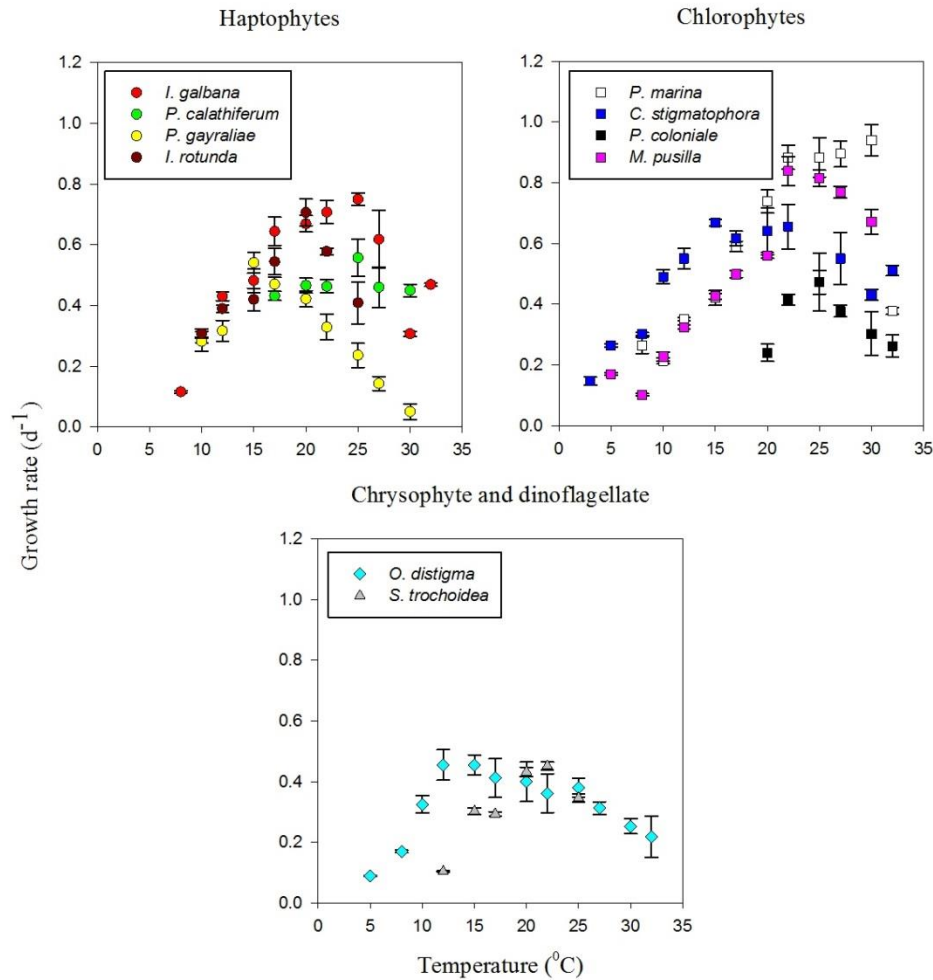 Haptophytes
1.2
1.0
0.8
0.6
0.4
0.2
0.0
I. galbana
P. calathiferum
P. gayraliae
I. rotunda
0 5 10 15 20 25 30 35
Chlorophytes
1.2
1.0
0.8
0.6
0.4
0.2
0.0
P. marina
C. stigmatophora
P. coloniale
M. pusilla
0 5 10 15 20 25 30 35
Growth rate (d⁻¹)
Chrysophyte and dinoflagellate
1.2
1.0
0.8
0.6
0.4
0.2
0.0
O. distigma
S. trochoidea
0 5 10 15 20 25 30 35
Temperature (⁰C)